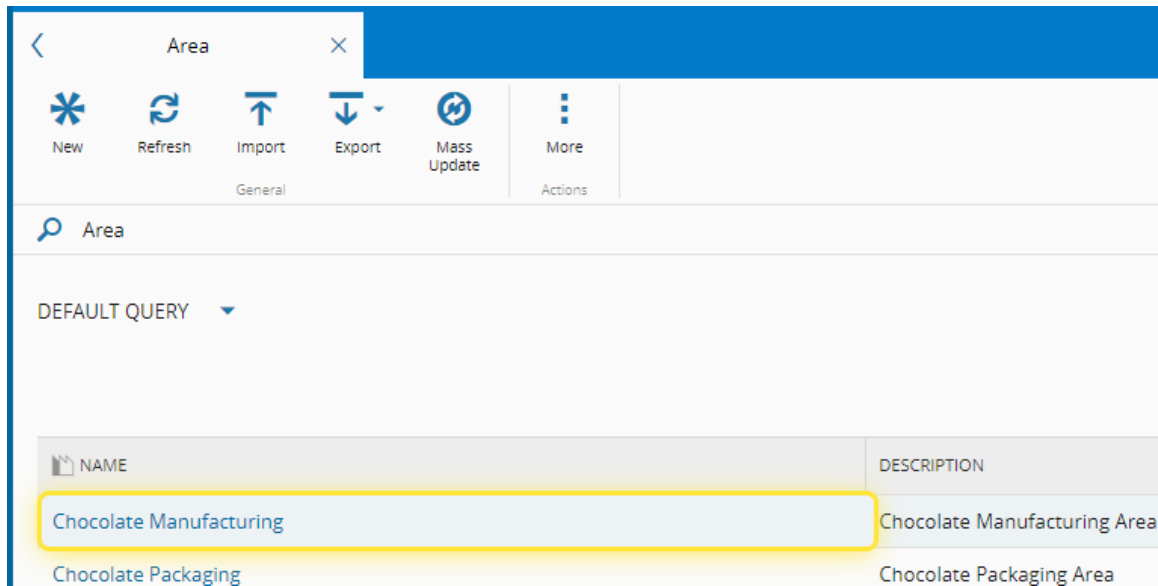 Area
New Refresh Import Export Mass Update More
General Actions
Area
DEFAULT QUERY
NAME DESCRIPTION
Chocolate Manufacturing Chocolate Manufacturing Area
Chocolate Packaging Chocolate Packaging Area